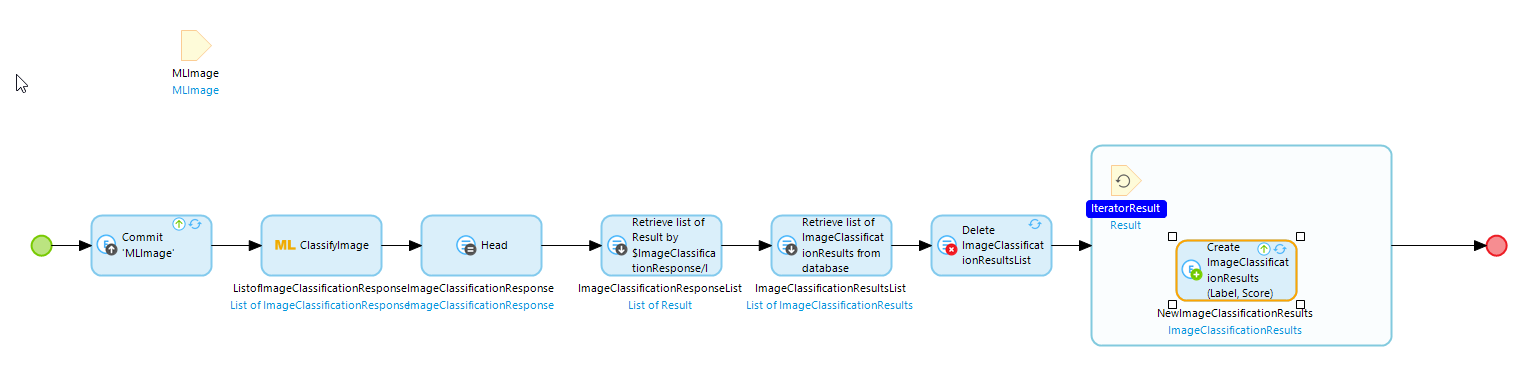 MLImage
MLImage
Commit
'MLImage'
ML ClassifyImage
ListofImageClassificationResponse
List of ImageClassificationResponse
Head
ImageClassificationResponse
ImageClassificationResponse
Retrieve list of
Result by
$ImageClassifica
tionResponse/I
ImageClassificationResponseList
List of Result
Retrieve list of
ImageClassificat
ionResults from
database
ImageClassificationResultsList
List of ImageClassificationResults
Delete
ImageClassificat
ionResultsList
IteratorResult
Result
Create
ImageClassificat
ionResults
(Label, Score)
NewImageClassificationResults
ImageClassificationResults